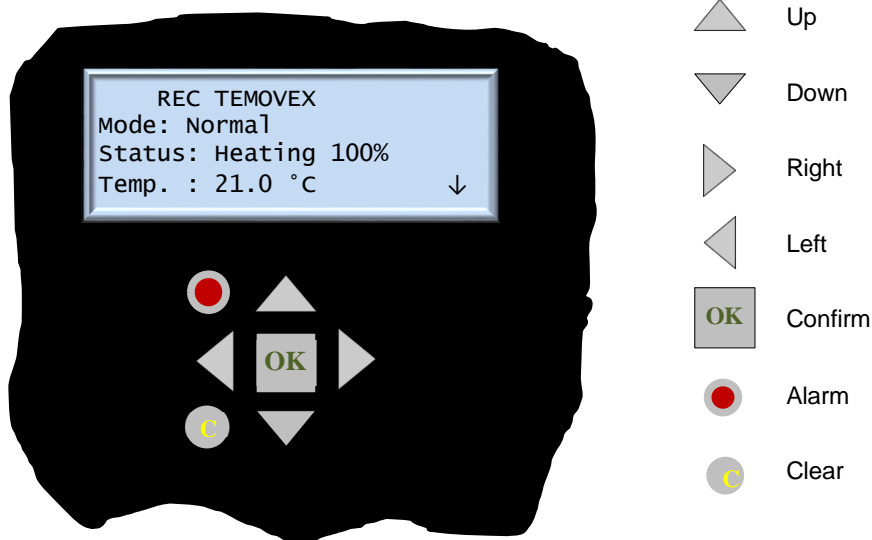 REC TEMOVEX
Mode: Normal
Status: Heating 100%
Temp. : 21.0 °C ↓
OK
C
Up
Down
Right
Left
OK Confirm
Alarm
C Clear